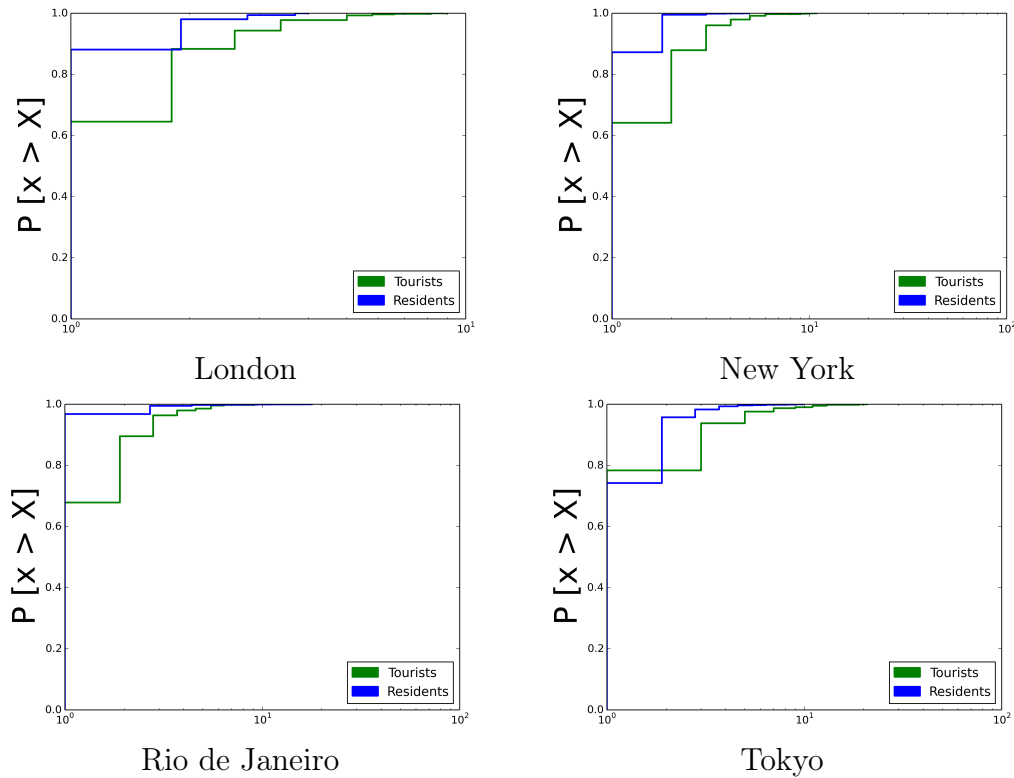 1.0
0.8
0.6
0.4
0.2
0.0
P [x > X]
10⁰
10¹
Tourists
Residents
London
1.0
0.8
0.6
0.4
0.2
0.0
P [x > X]
10⁰
10¹
10²
Tourists
Residents
New York
1.0
0.8
0.6
0.4
0.2
0.0
P [x > X]
10⁰
10¹
10²
Tourists
Residents
Rio de Janeiro
1.0
0.8
0.6
0.4
0.2
0.0
P [x > X]
10⁰
10¹
10²
Tourists
Residents
Tokyo